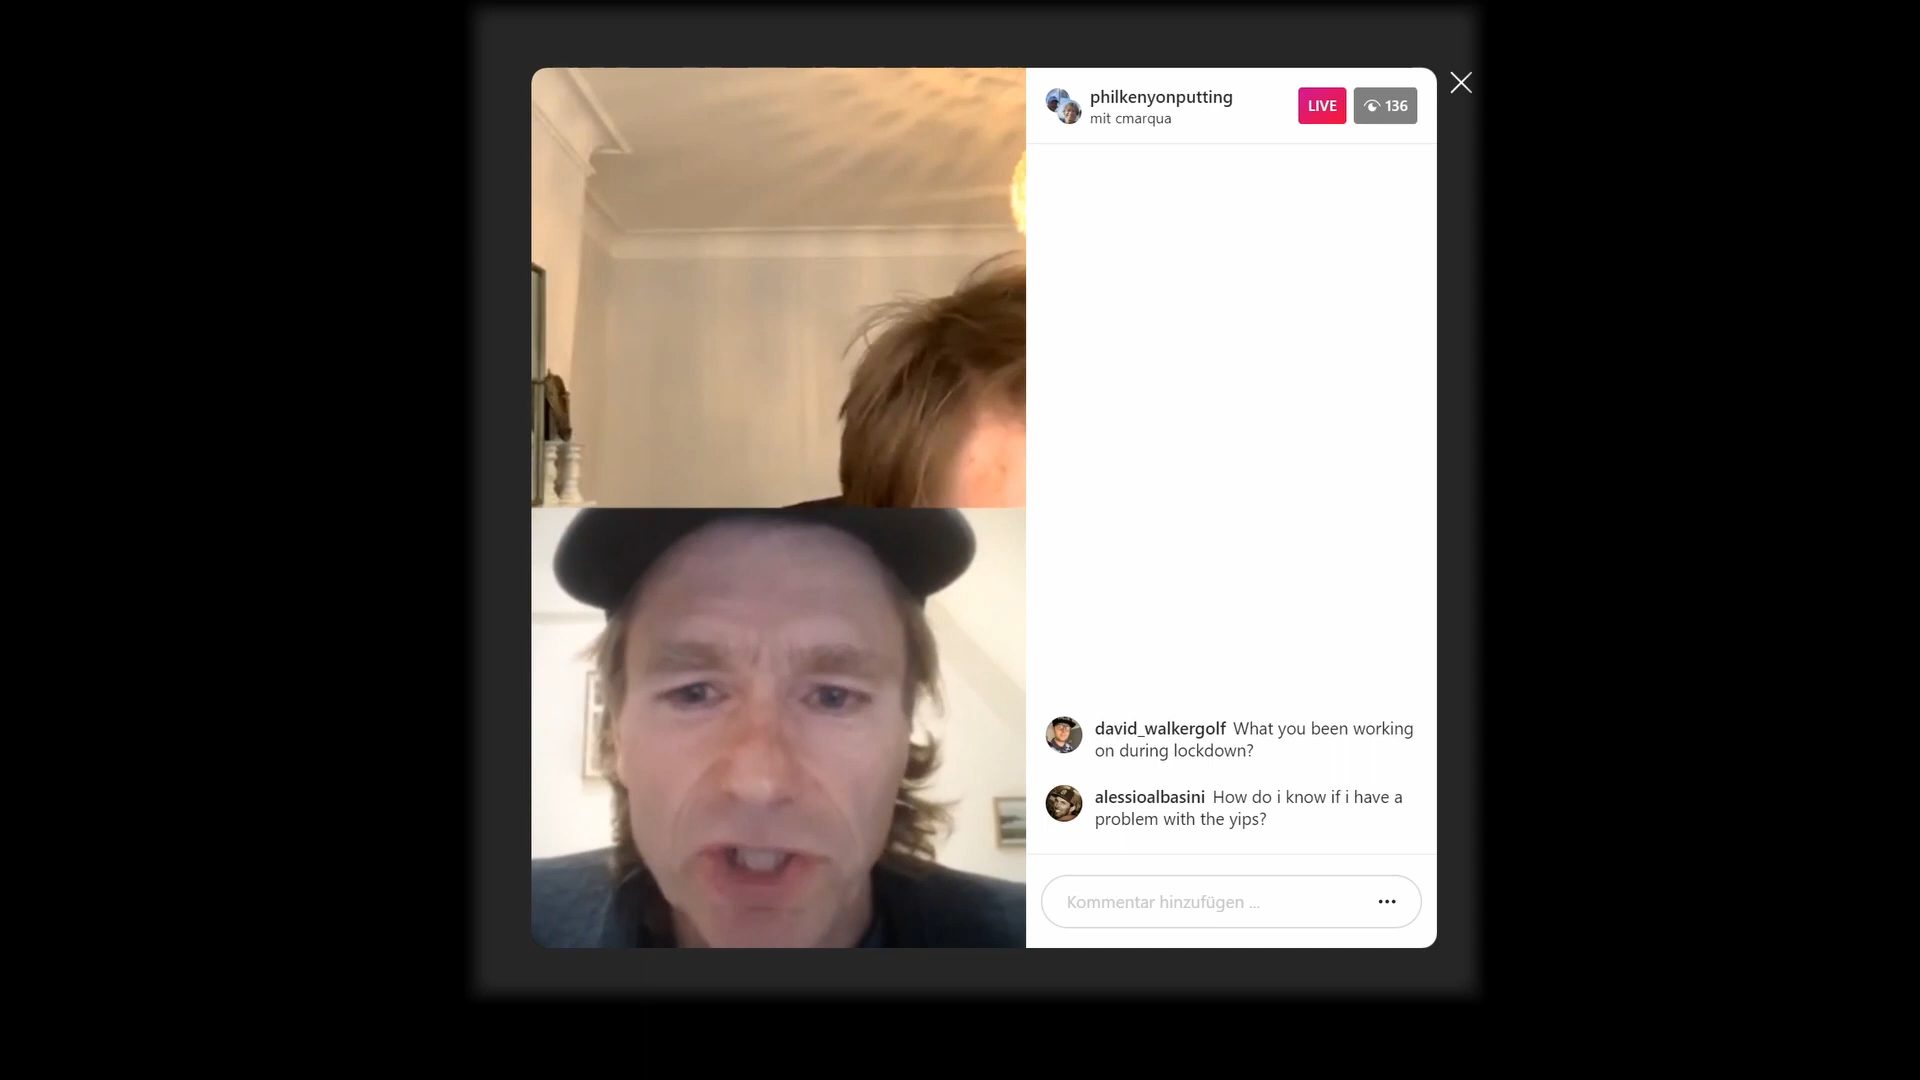 philkenyonputting
mit cmarqua
LIVE
136
david_walkergolf What you been working
on during lockdown?
alessioalbasini How do i know if i have a
problem with the yips?
Kommentar hinzufügen ...